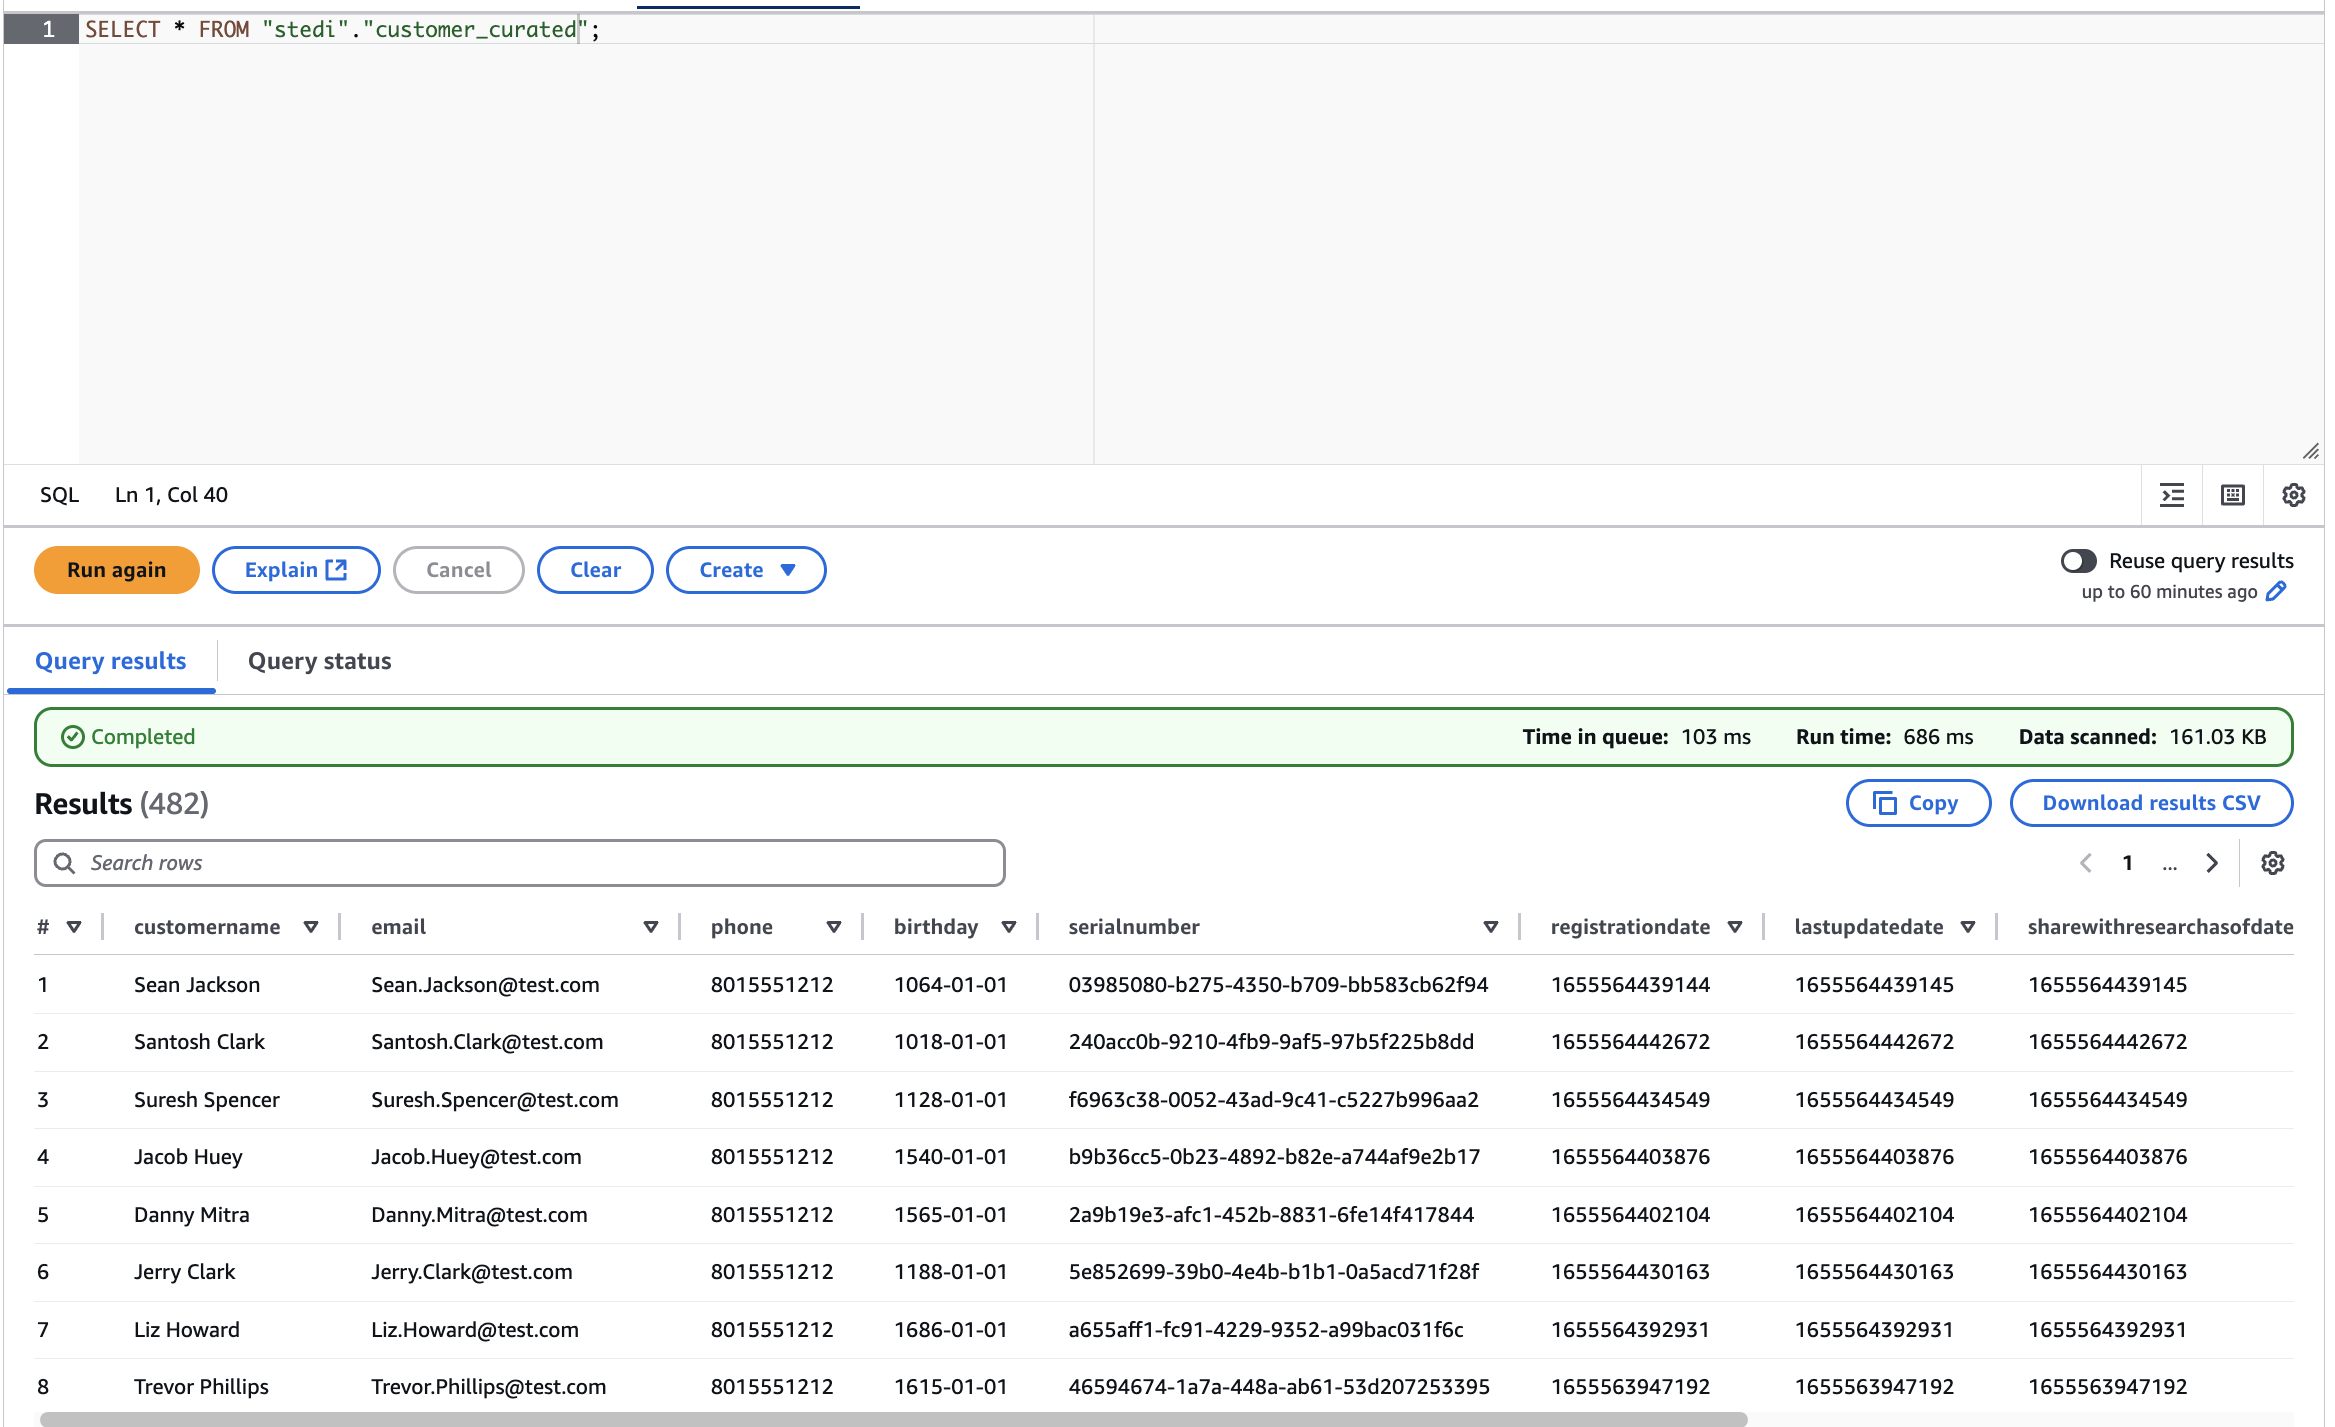 1 SELECT * FROM "stedi"."customer_curated";
SQL Ln 1, Col 40
Run again Explain Cancel Clear Create Reuse query results
up to 60 minutes ago
Query results Query status
Completed Time in queue: 103 ms Run time: 686 ms Data scanned: 161.03 KB
Results (482) Copy Download results CSV
Search rows 1 ...
# customername email phone birthday serialnumber registrationdate lastupdatedate sharewithresearchasofdate
1 Sean Jackson Sean.Jackson@test.com 8015551212 1064-01-01 03985080-b275-4350-b709-bb583cb62f94 1655564439144 1655564439145 1655564439145
2 Santosh Clark Santosh.Clark@test.com 8015551212 1018-01-01 240acc0b-9210-4fb9-9af5-97b5f225b8dd 1655564442672 1655564442672 1655564442672
3 Suresh Spencer Suresh.Spencer@test.com 8015551212 1128-01-01 f6963c38-0052-43ad-9c41-c5227b996aa2 1655564434549 1655564434549 1655564434549
4 Jacob Huey Jacob.Huey@test.com 8015551212 1540-01-01 b9b36cc5-0b23-4892-b82e-a744af9e2b17 1655564403876 1655564403876 1655564403876
5 Danny Mitra Danny.Mitra@test.com 8015551212 1565-01-01 2a9b19e3-afc1-452b-8831-6fe14f417844 1655564402104 1655564402104 1655564402104
6 Jerry Clark Jerry.Clark@test.com 8015551212 1188-01-01 5e852699-39b0-4e4b-b1b1-0a5acd71f28f 1655564430163 1655564430163 1655564430163
7 Liz Howard Liz.Howard@test.com 8015551212 1686-01-01 a655aff1-fc91-4229-9352-a99bac031f6c 1655564392931 1655564392931 1655564392931
8 Trevor Phillips Trevor.Phillips@test.com 8015551212 1615-01-01 46594674-1a7a-448a-ab61-53d207253395 1655563947192 1655563947192 1655563947192